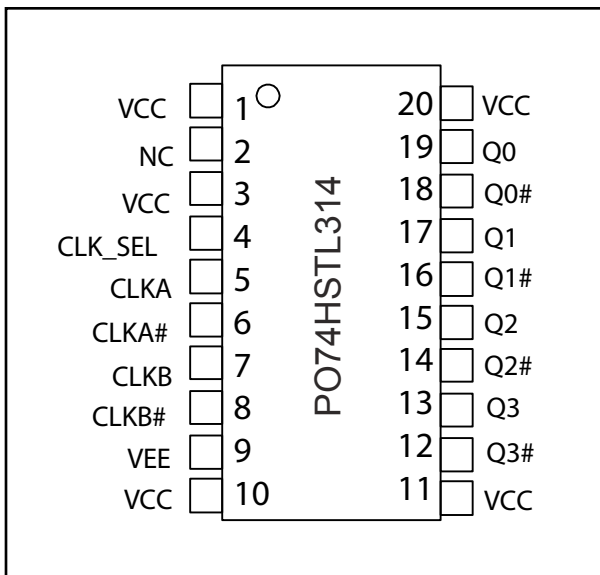 VCC 1 20 VCC
NC 2 19 Q0
VCC 3 18 Q0#
CLK_SEL 4 17 Q1
CLKA 5 16 Q1#
CLKA# 6 15 Q2
CLKB 7 14 Q2#
CLKB# 8 13 Q3
VEE 9 12 Q3#
VCC 10 11 VCC
PO74HSTL314